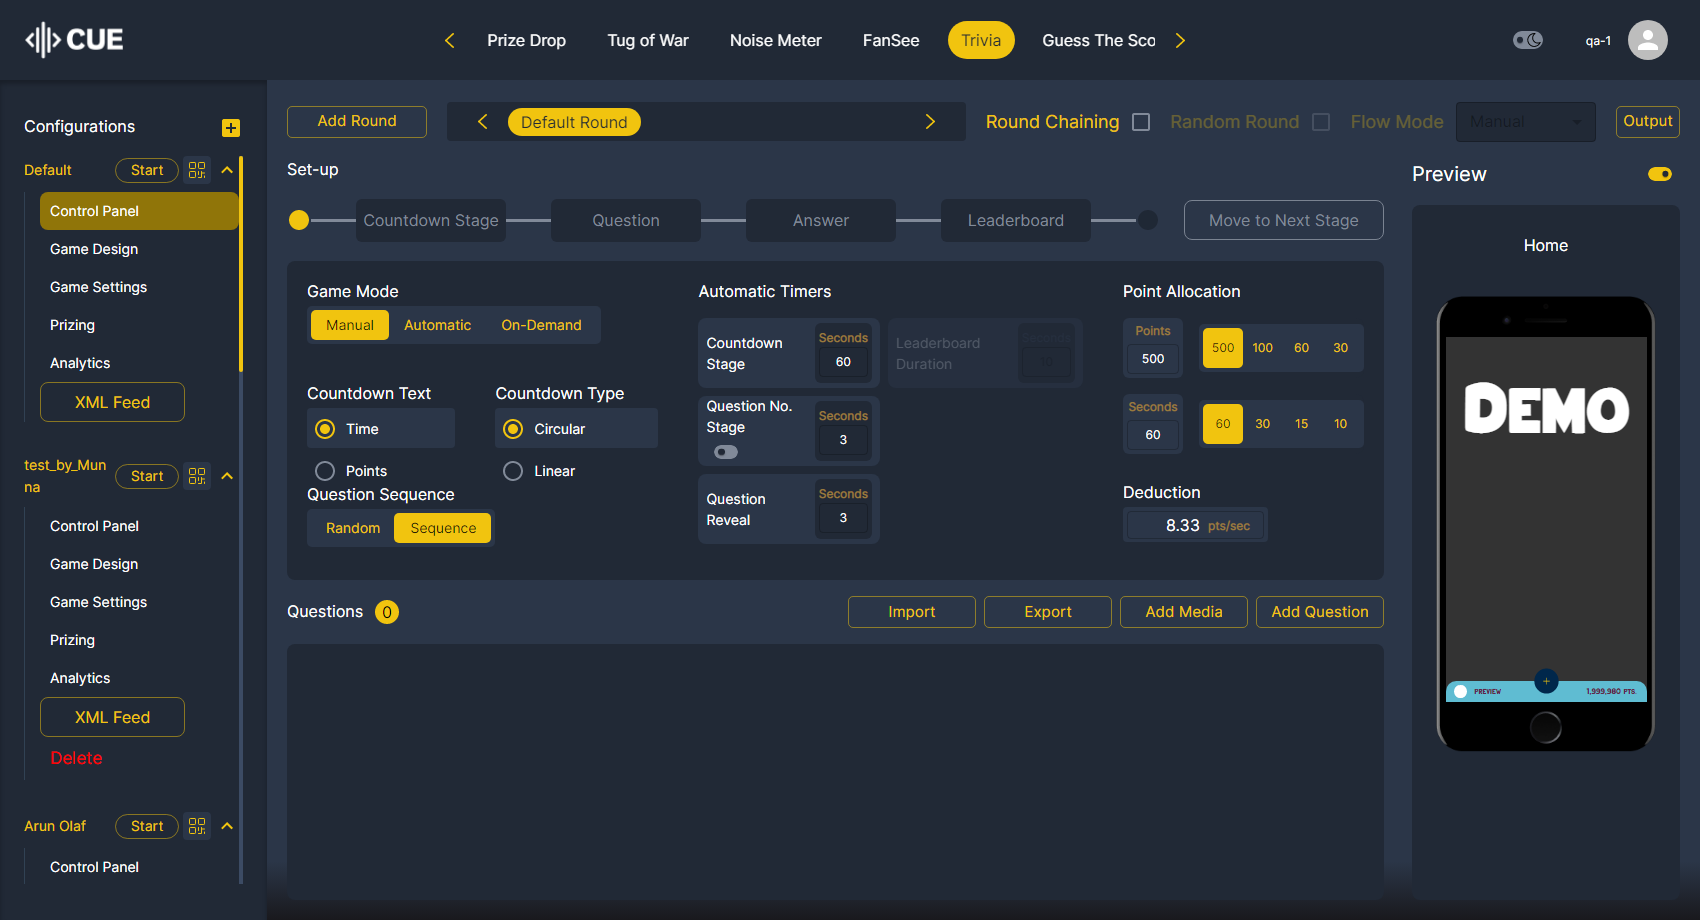 CUE
Prize Drop
Tug of War
Noise Meter
FanSee
Trivia
Guess The Sco
qa-1
Configurations
Default
Start
Control Panel
Game Design
Game Settings
Prizing
Analytics
XML Feed
test_by_Mun
na
Start
Control Panel
Game Design
Game Settings
Prizing
Analytics
XML Feed
Delete
Arun Olaf
Start
Control Panel
Add Round
Default Round
Round Chaining
Random Round
Flow Mode
Manual
Output
Set-up
Countdown Stage
Question
Answer
Leaderboard
Move to Next Stage
Game Mode
Manual
Automatic
On-Demand
Countdown Text
Time
Points
Countdown Type
Circular
Linear
Question Sequence
Random
Sequence
Automatic Timers
Countdown
Stage
Seconds
60
Leaderboard
Duration
Seconds
10
Question No.
Stage
Seconds
3
Question
Reveal
Seconds
3
Point Allocation
Points
500
500
100
60
30
Seconds
60
60
30
15
10
Deduction
8.33 pts/sec
Questions 0
Import
Export
Add Media
Add Question
Preview
Home
DEMO
PREVIEW
+
1,999,980 PTS.